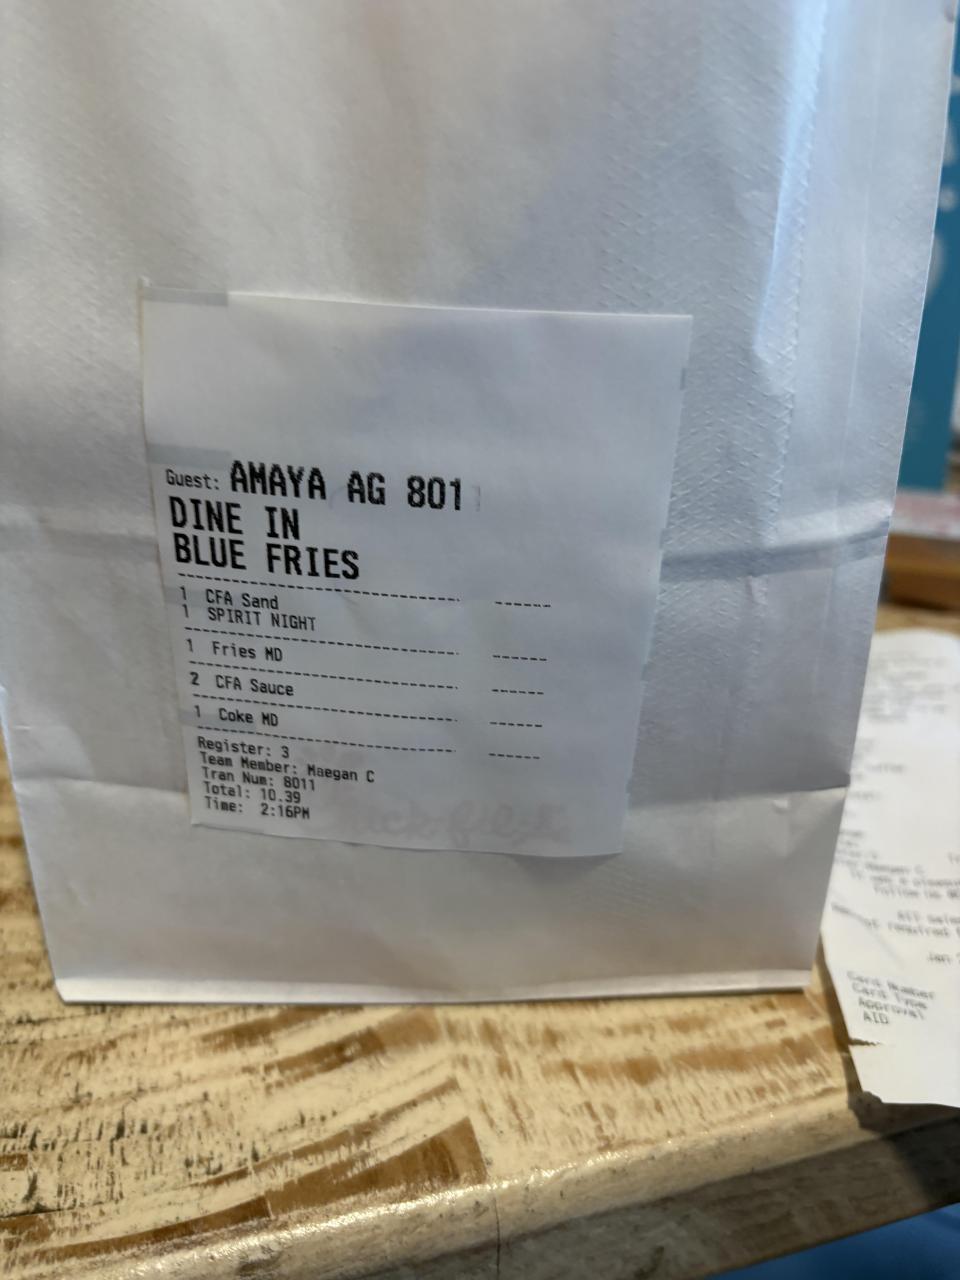 Guest: AMAYA AG 801
DINE IN
BLUE FRIES
1 CFA Sand
1 SPIRIT NIGHT
1 Fries MD
2 CFA Sauce
1 Coke MD
Register: 3
Team Member: Maegan C
Tran Num: 8011
Total: 10.39
Time: 2:16PM
Card Number
Card Type
Approval
AID